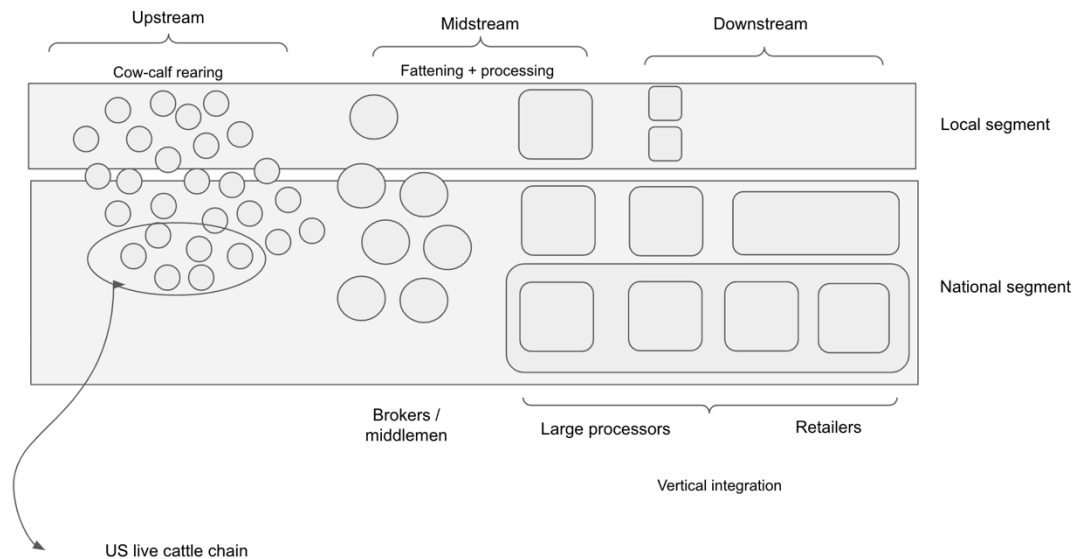 Upstream
Midstream
Downstream
Cow-calf rearing
Fattening + processing
Local segment
National segment
Brokers /
middlemen
Large processors
Retailers
Vertical integration
US live cattle chain